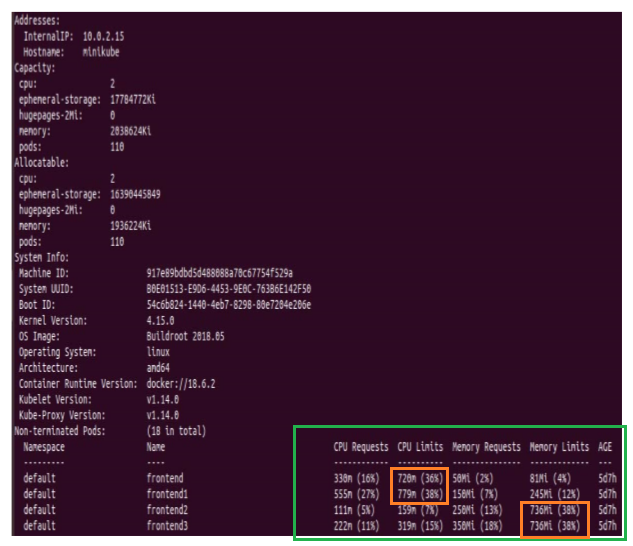 Addresses:
InternalIP: 10.0.2.15
Hostname: minikube
Capacity:
cpu: 2
ephemeral-storage: 17784772Ki
hugepages-2Mi: 0
memory: 2038624Ki
pods: 110
Allocatable:
cpu: 2
ephemeral-storage: 16390445849
hugepages-2Mi: 0
memory: 1936224Ki
pods: 110
System Info:
Machine ID: 917e89bdbd5d488088a70c67754f529a
System UUID: B0E01513-E9D6-4453-9E0C-763B6E142F50
Boot ID: 54c6b824-1440-4eb7-8298-80e7204e206e
Kernel Version: 4.15.0
OS Image: Buildroot 2018.05
Operating System: linux
Architecture: amd64
Container Runtime Version: docker://18.6.2
Kubelet Version: v1.14.0
Kube-Proxy Version: v1.14.0
Non-terminated Pods: (18 in total)
Namespace Name CPU Requests CPU Limits Memory Requests Memory Limits AGE
--------- ---- ------------ ---------- --------------- ------------- ---
default frontend 330m (16%) 720m (36%) 50Mi (2%) 81Mi (4%) 5d7h
default frontend1 555m (27%) 779m (38%) 150Mi (7%) 245Mi (12%) 5d7h
default frontend2 111m (5%) 159m (7%) 250Mi (13%) 736Mi (38%) 5d7h
default frontend3 222m (11%) 319m (15%) 350Mi (18%) 736Mi (38%) 5d7h